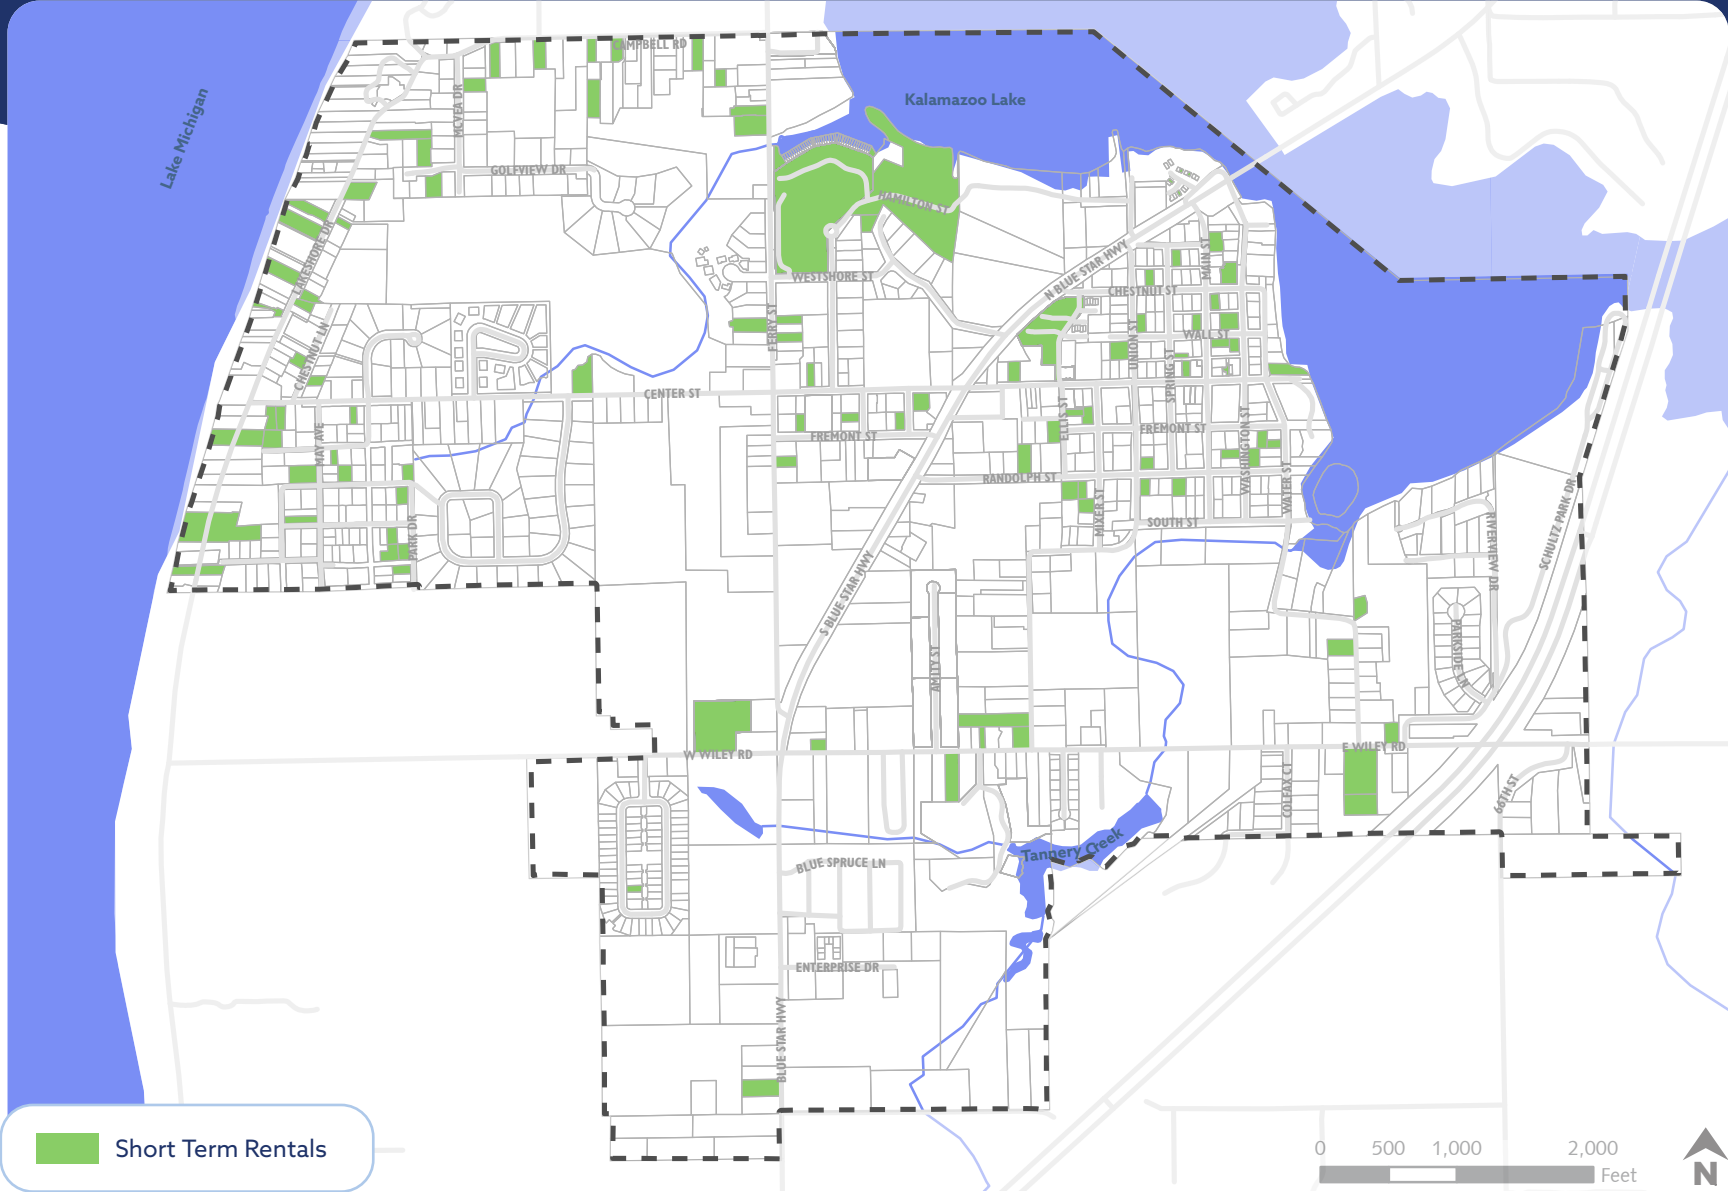 CAMPBELL RD
Lake Michigan
Kalamazoo Lake
MCVEA DR
GOLFVIEW DR
HAMILTON ST
LAKESHORE DR
MAIN ST
N BLUE STAR HWY
WESTSHORE ST
CHESTNUT ST
FERRY ST
UNION ST
WALL ST
CHESTNUT LN
SPRING ST
CENTER ST
ELLIS ST
MAY AVE
FREMONT ST
FREMONT ST
WASHINGTON ST
RANDOLPH ST
WATER ST
MIXER ST
SOUTH ST
PARK DR
RIVERVIEW DR
SCHULTZ PARK DR
S BLUE STAR HWY
AMITY ST
PARKSIDE LN
W WILEY RD
E WILEY RD
COLFAX CT
66TH ST
Tannery Creek
BLUE SPRUCE LN
ENTERPRISE DR
BLUE STAR HWY
Short Term Rentals
0 500 1,000 2,000
Feet
N